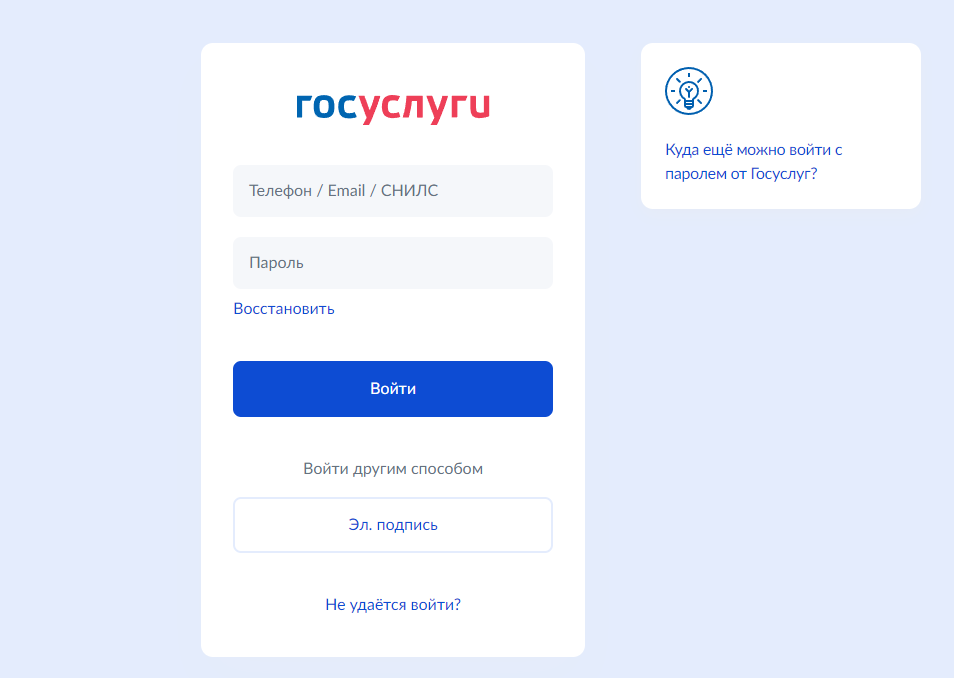 госуслуги
Телефон / Email / СНИЛС
Пароль
Восстановить
Войти
Войти другим способом
Эл. подпись
Не удаётся войти?
Куда ещё можно войти с
паролем от Госуслуг?